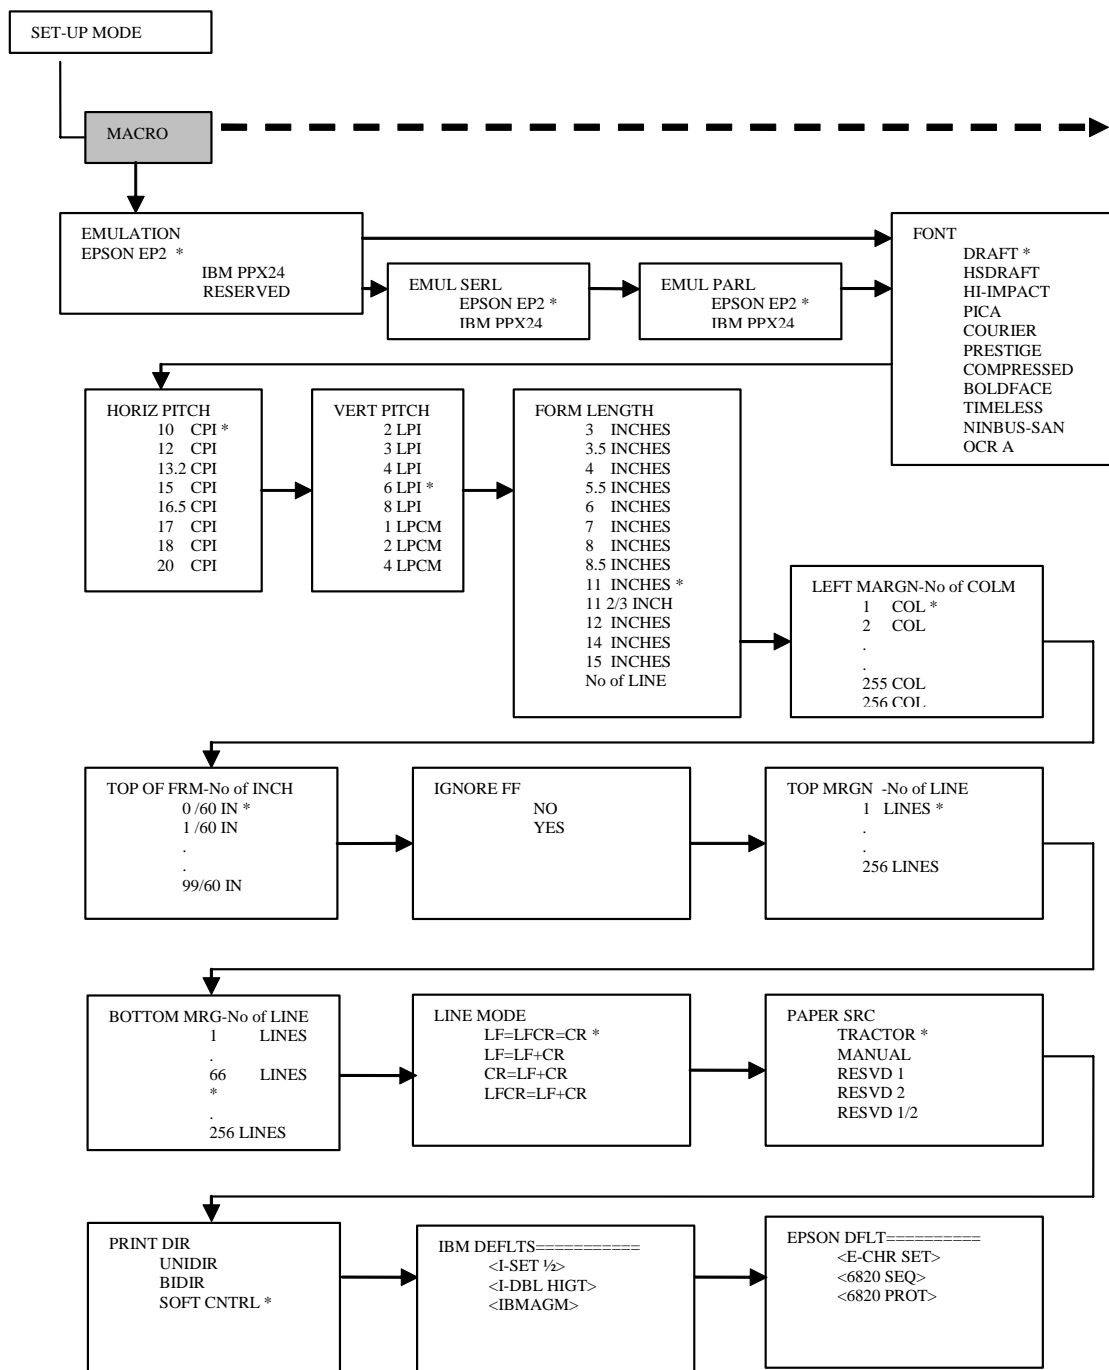 SET-UP MODE
MACRO
EMULATION
EPSON EP2 *
IBM PPX24
RESERVED
EMUL SERL
EPSON EP2 *
IBM PPX24
EMUL PARL
EPSON EP2 *
IBM PPX24
FONT
DRAFT *
HSDRAFT
HI-IMPACT
PICA
COURIER
PRESTIGE
COMPRESSED
BOLDFACE
TIMELESS
NINBUS-SAN
OCR A
HORIZ PITCH
10 CPI *
12 CPI
13.2 CPI
15 CPI
16.5 CPI
17 CPI
18 CPI
20 CPI
VERT PITCH
2 LPI
3 LPI
4 LPI
6 LPI *
8 LPI
1 LPCM
2 LPCM
4 LPCM
FORM LENGTH
3 INCHES
3.5 INCHES
4 INCHES
5.5 INCHES
6 INCHES
7 INCHES
8 INCHES
8.5 INCHES
11 INCHES *
11 2/3 INCH
12 INCHES
14 INCHES
15 INCHES
No of LINE
LEFT MARGN-No of COLM
1 COL *
2 COL
.
.
255 COL
256 COL
TOP OF FRM-No of INCH
0 /60 IN *
1 /60 IN
.
.
99/60 IN
IGNORE FF
NO
YES
TOP MRGN -No of LINE
1 LINES *
.
.
256 LINES
BOTTOM MRG-No of LINE
1 LINES
.
66 LINES
*
.
256 LINES
LINE MODE
LF=LFCR=CR *
LF=LF+CR
CR=LF+CR
LFCR=LF+CR
PAPER SRC
TRACTOR *
MANUAL
RESVD 1
RESVD 2
RESVD 1/2
PRINT DIR
UNIDIR
BIDIR
SOFT CNTRL *
IBM DEFLTS===========
<I-SET ½>
<I-DBL HIGT>
<IBMAGM>
EPSON DFLT==========
<E-CHR SET>
<6820 SEQ>
<6820 PROT>